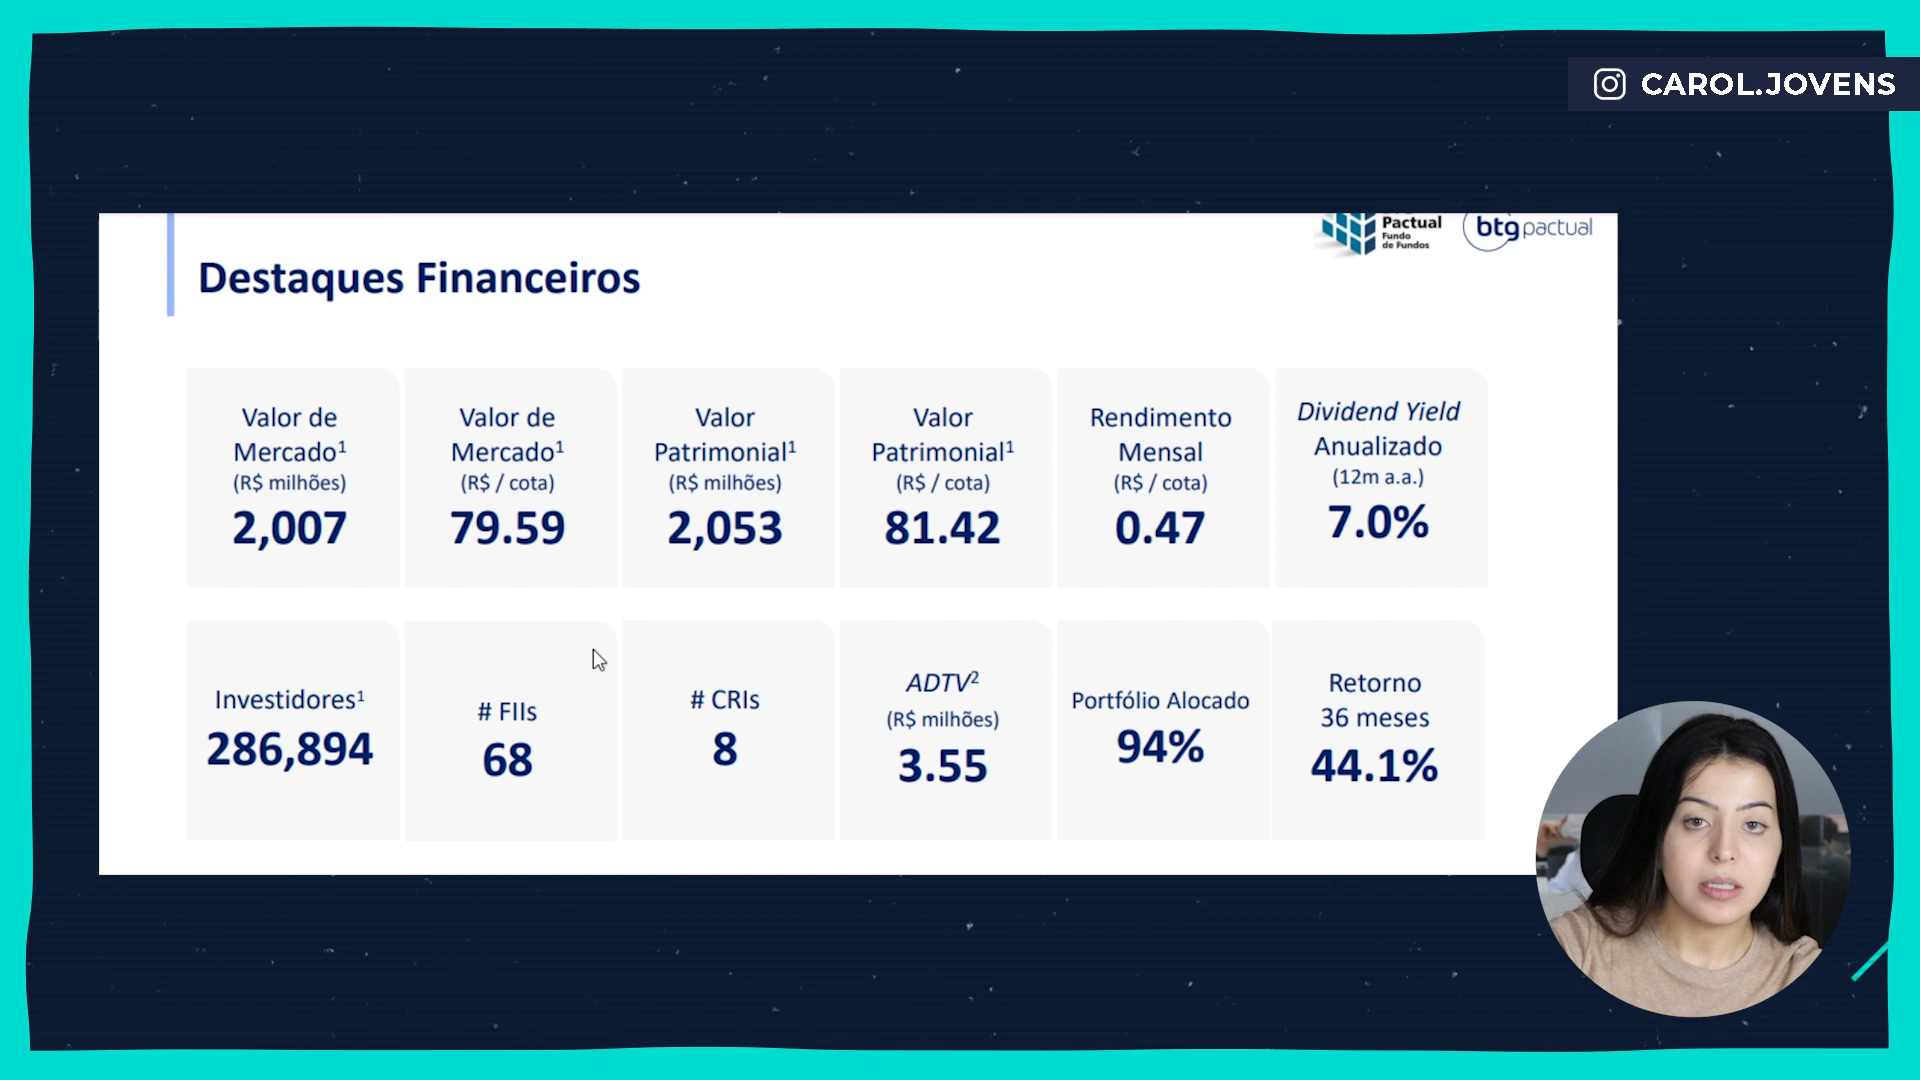 CAROL.JOVENS
Pactual
Fundo
de Fundos
btgpactual
Destaques Financeiros
Valor de
Mercado¹
(R$ milhões)
2,007
Valor de
Mercado¹
(R$ / cota)
79.59
Valor
Patrimonial¹
(R$ milhões)
2,053
Valor
Patrimonial¹
(R$ / cota)
81.42
Rendimento
Mensal
(R$ / cota)
0.47
Dividend Yield
Anualizado
(12m a.a.)
7.0%
Investidores¹
286,894
# FIIs
68
# CRIs
8
ADTV²
(R$ milhões)
3.55
Portfólio Alocado
94%
Retorno
36 meses
44.1%